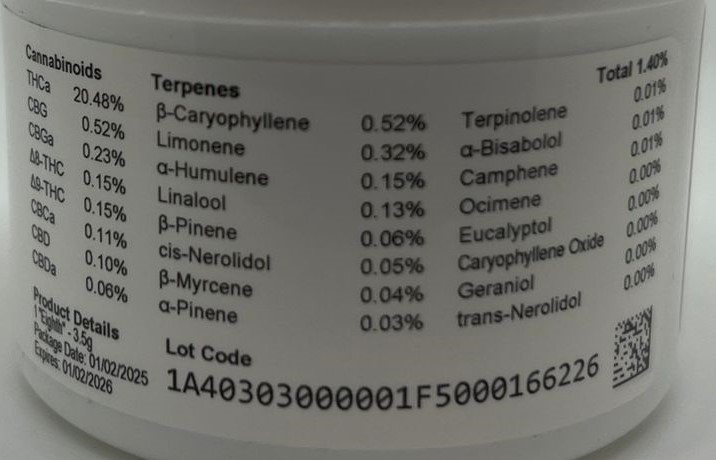 Cannabinoids
THCa 20.48%
CBG 0.52%
CBGa 0.23%
Δ8-THC 0.15%
Δ9-THC 0.15%
CBCa 0.11%
CBD 0.10%
CBDa 0.06%
Product Details
1 "Eighth" - 3.5g
Package Date: 01/02/2025
Expires: 01/02/2026
Terpenes
Total 1.40%
β-Caryophyllene 0.52%
Limonene 0.32%
α-Humulene 0.15%
Linalool 0.13%
β-Pinene 0.06%
cis-Nerolidol 0.05%
β-Myrcene 0.04%
α-Pinene 0.03%
Terpinolene 0.01%
α-Bisabolol 0.01%
Camphene 0.01%
Ocimene 0.00%
Eucalyptol 0.00%
Caryophyllene Oxide 0.00%
Geraniol 0.00%
trans-Nerolidol 0.00%
Lot Code
1A40303000001F5000166226